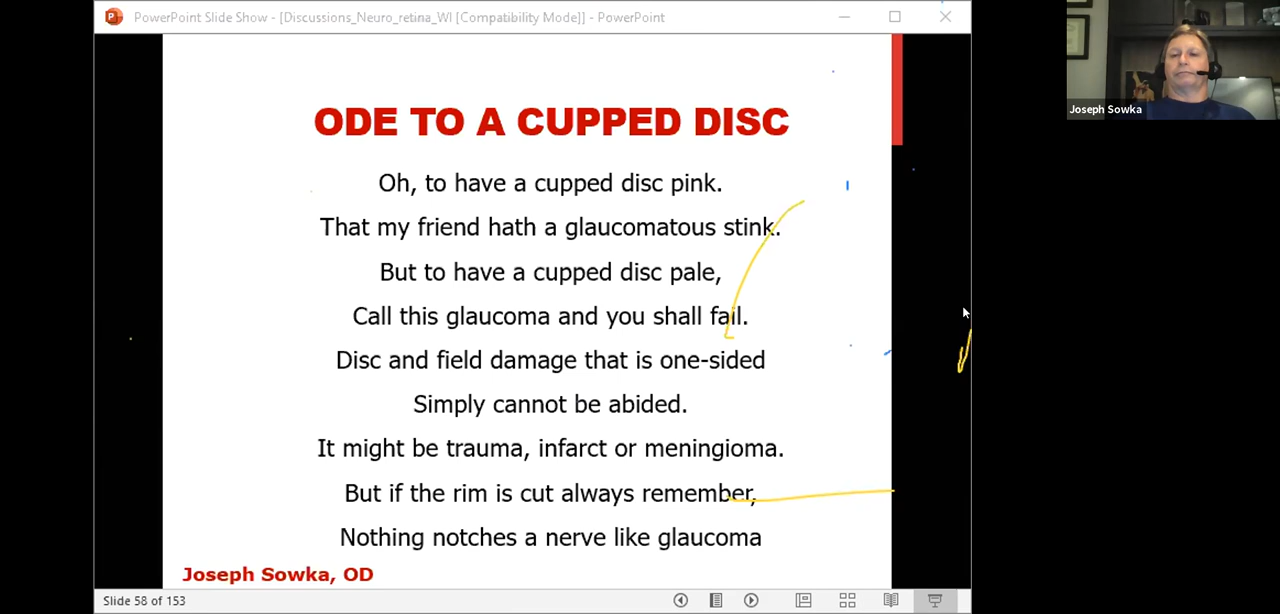 PowerPoint Slide Show - [Discussions_Neuro_retina_WI [Compatibility Mode]] - PowerPoint
Joseph Sowka
ODE TO A CUPPED DISC
Oh, to have a cupped disc pink.
That my friend hath a glaucomatous stink.
But to have a cupped disc pale,
Call this glaucoma and you shall fail.
Disc and field damage that is one-sided
Simply cannot be abided.
It might be trauma, infarct or meningioma.
But if the rim is cut always remember,
Nothing notches a nerve like glaucoma
Joseph Sowka, OD
Slide 58 of 153